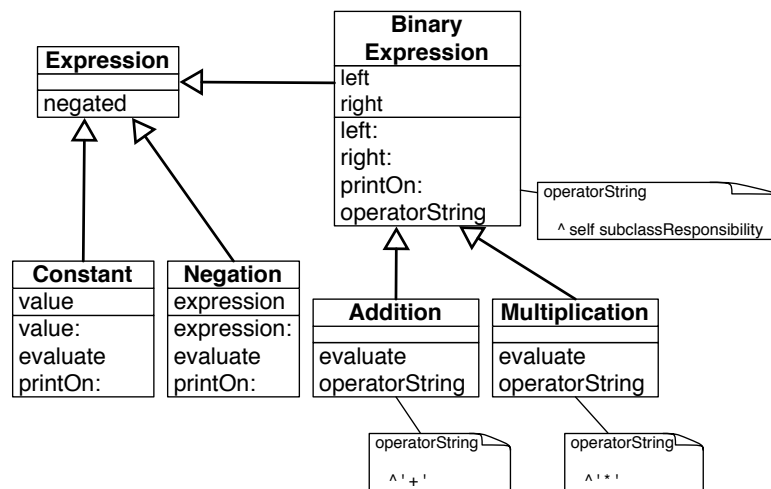 Expression
negated
Binary
Expression
left
right
left:
right:
printOn:
operatorString
operatorString
^ self subclassResponsibility
Constant
value
value:
evaluate
printOn:
Negation
expression
expression:
evaluate
printOn:
Addition
evaluate
operatorString
Multiplication
evaluate
operatorString
operatorString
^ ' + '
operatorString
^ ' * '